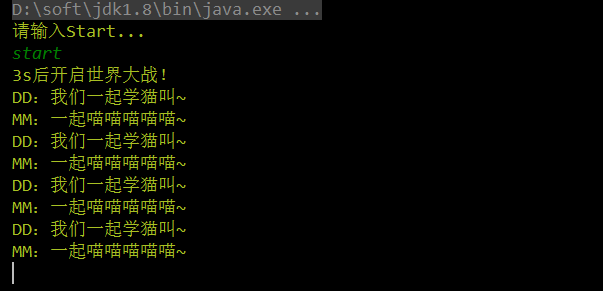 D:\soft\jdk1.8\bin\java.exe ...
请输入Start...
start
3s后开启世界大战!
DD: 我们一起学猫叫~
MM: 一起喵喵喵喵喵~
DD: 我们一起学猫叫~
MM: 一起喵喵喵喵喵~
DD: 我们一起学猫叫~
MM: 一起喵喵喵喵喵~
DD: 我们一起学猫叫~
MM: 一起喵喵喵喵喵~